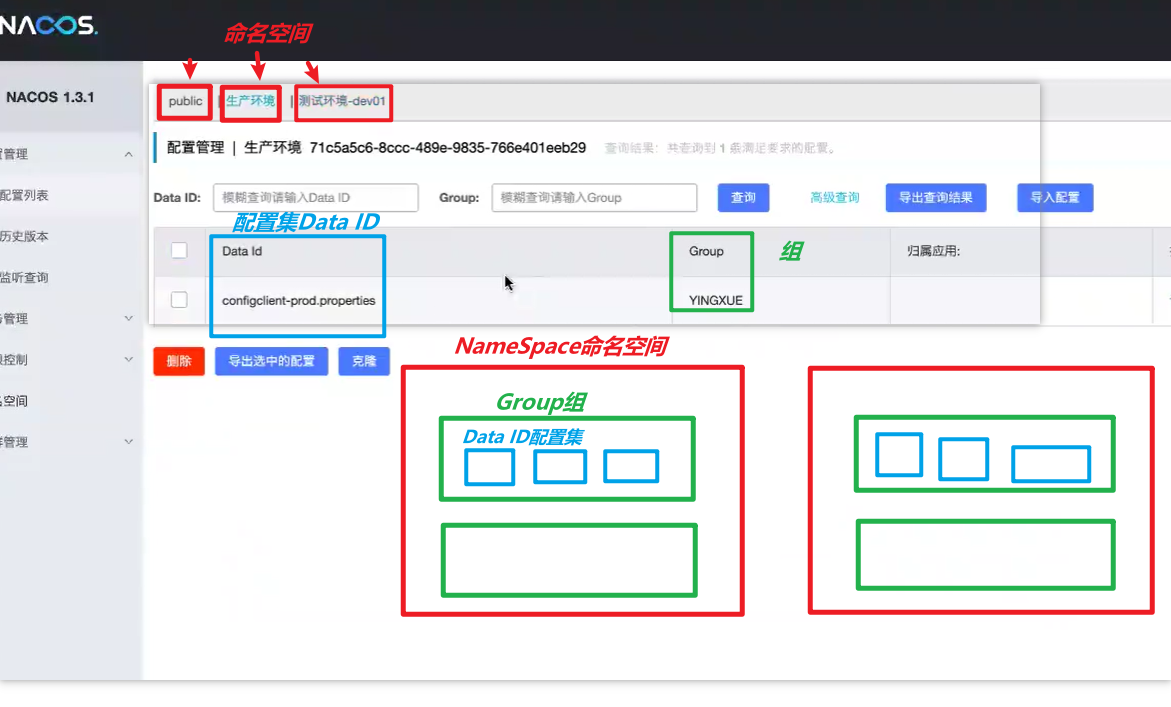 NACOS.
命名空间
NACOS 1.3.1
public | 生产环境 | 测试环境-dev01
配置管理 | 生产环境 71c5a5c6-8ccc-489e-9835-766e401eeb29 查询结果：共查询到 1 条满足要求的配置。
置管理
配置列表
历史版本
监听查询
务管理
限控制
名空间
群管理
Data ID: 模糊查询请输入Data ID Group: 模糊查询请输入Group 查询 高级查询 导出查询结果 导入配置
配置集Data ID
Data Id Group 组 归属应用:
configclient-prod.properties YINGXUE
删除 导出选中的配置 克隆
NameSpace命名空间
Group组
Data ID配置集